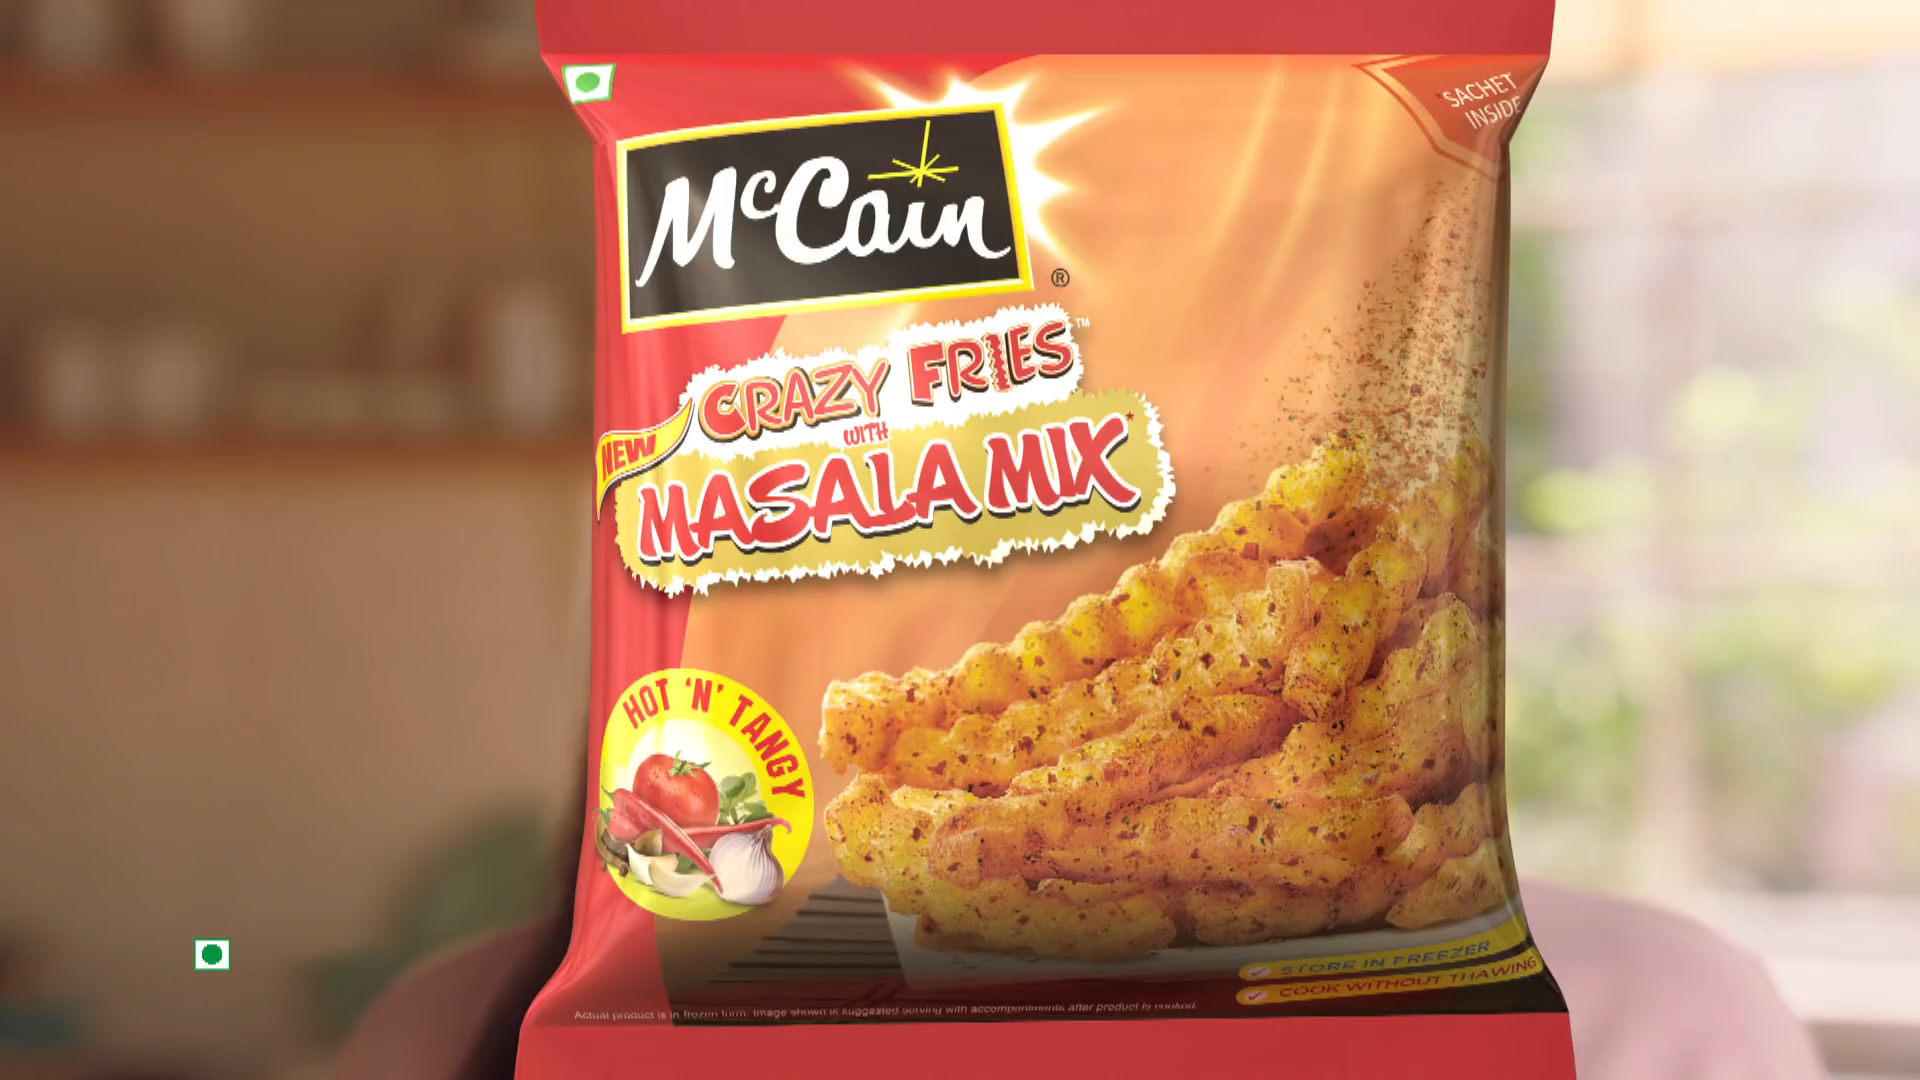 SACHET
INSIDE
McCain
®
CRAZY FRIES™
WITH
NEW
MASALA MIX*
HOT 'N' TANGY
STORE IN FREEZER
COOK WITHOUT THAWING
Actual product is in frozen form. Image shown is suggested serving with accompaniments after product is cooked.